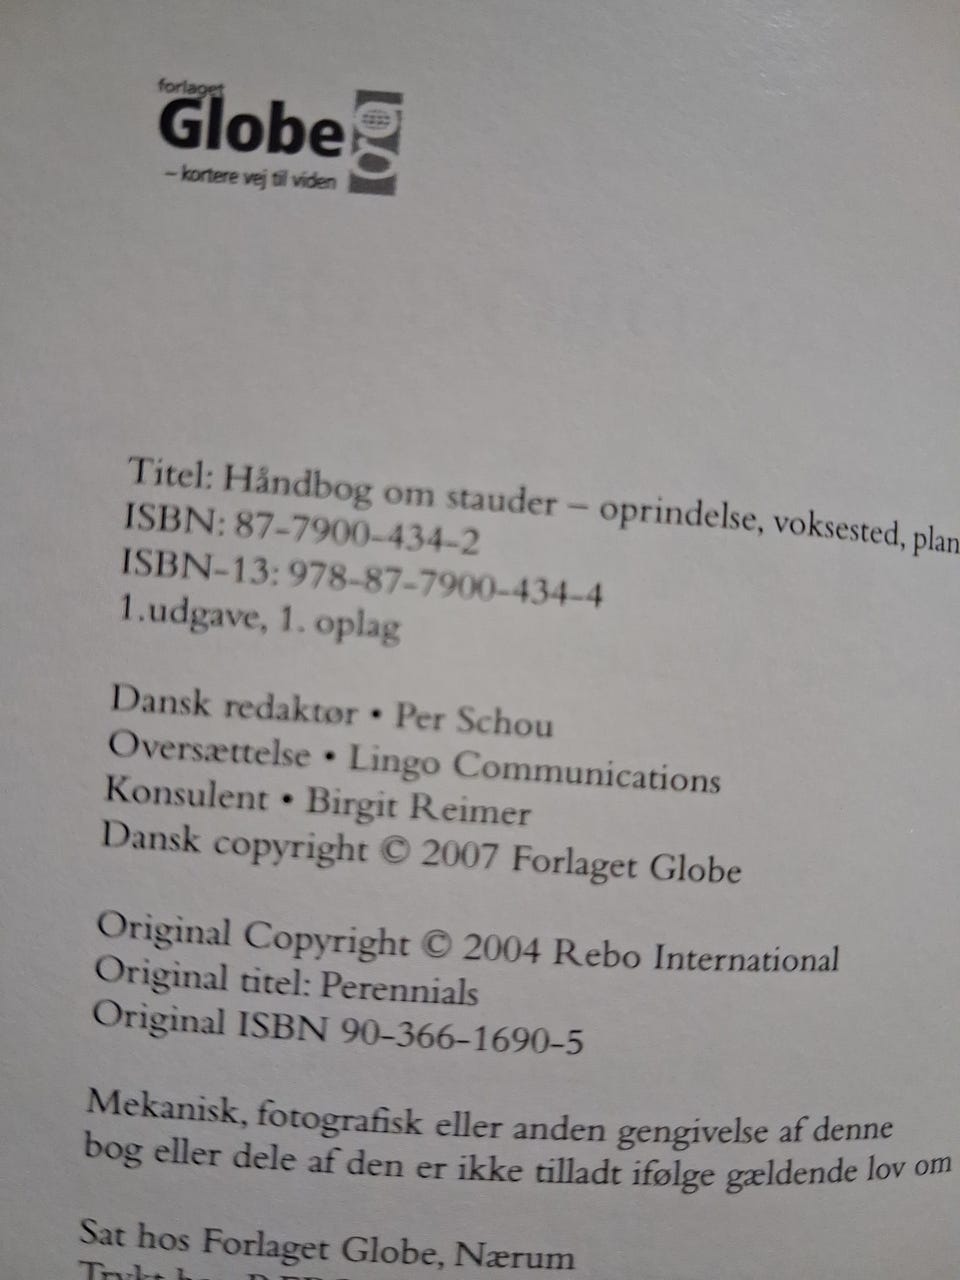 forlaget
Globe
– kortere vej til viden
Titel: Håndbog om stauder – oprindelse, voksested, plan
ISBN: 87-7900-434-2
ISBN-13: 978-87-7900-434-4
1.udgave, 1. oplag
Dansk redaktør • Per Schou
Oversættelse • Lingo Communications
Konsulent • Birgit Reimer
Dansk copyright © 2007 Forlaget Globe
Original Copyright © 2004 Rebo International
Original titel: Perennials
Original ISBN 90-366-1690-5
Mekanisk, fotografisk eller anden gengivelse af denne
bog eller dele af den er ikke tilladt ifølge gældende lov om
Sat hos Forlaget Globe, Nærum